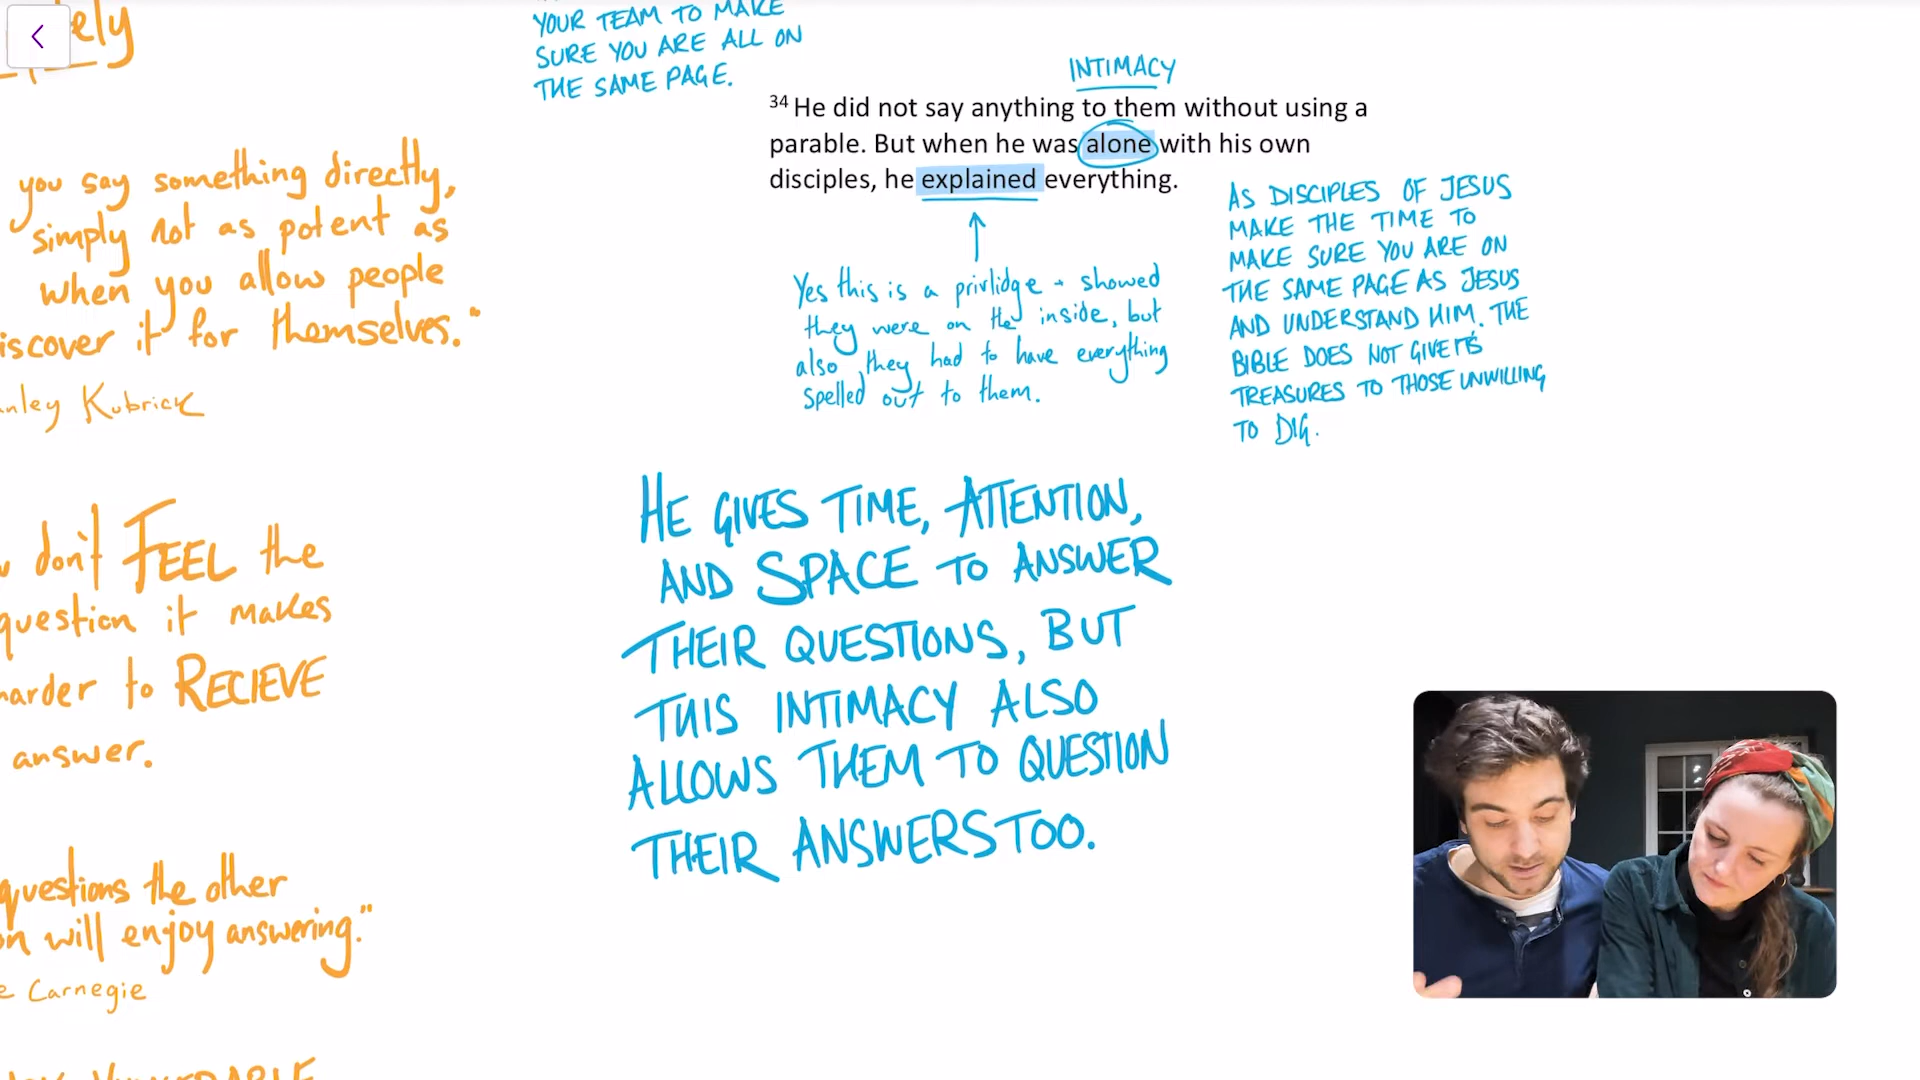 ely
you say something directly,
simply not as potent as
when you allow people
iscover it for themselves."
nley Kubrick
don't FEEL the
question it makes
harder to RECIEVE
answer.
questions the other
on will enjoy answering."
e Carnegie
VULNERABLE
YOUR TEAM TO MAKE
SURE YOU ARE ALL ON
THE SAME PAGE.
INTIMACY
34 He did not say anything to them without using a
parable. But when he was alone with his own
disciples, he explained everything.
Yes this is a privlidge + showed
they were on the inside, but
also they had to have everything
spelled out to them.
AS DISCIPLES OF JESUS
MAKE THE TIME TO
MAKE SURE YOU ARE ON
THE SAME PAGE AS JESUS
AND UNDERSTAND HIM. THE
BIBLE DOES NOT GIVE ITS
TREASURES TO THOSE UNWILLING
TO DIG.
HE GIVES TIME, ATTENTION,
AND SPACE TO ANSWER
THEIR QUESTIONS, BUT
THIS INTIMACY ALSO
ALLOWS THEM TO QUESTION
THEIR ANSWERS TOO.